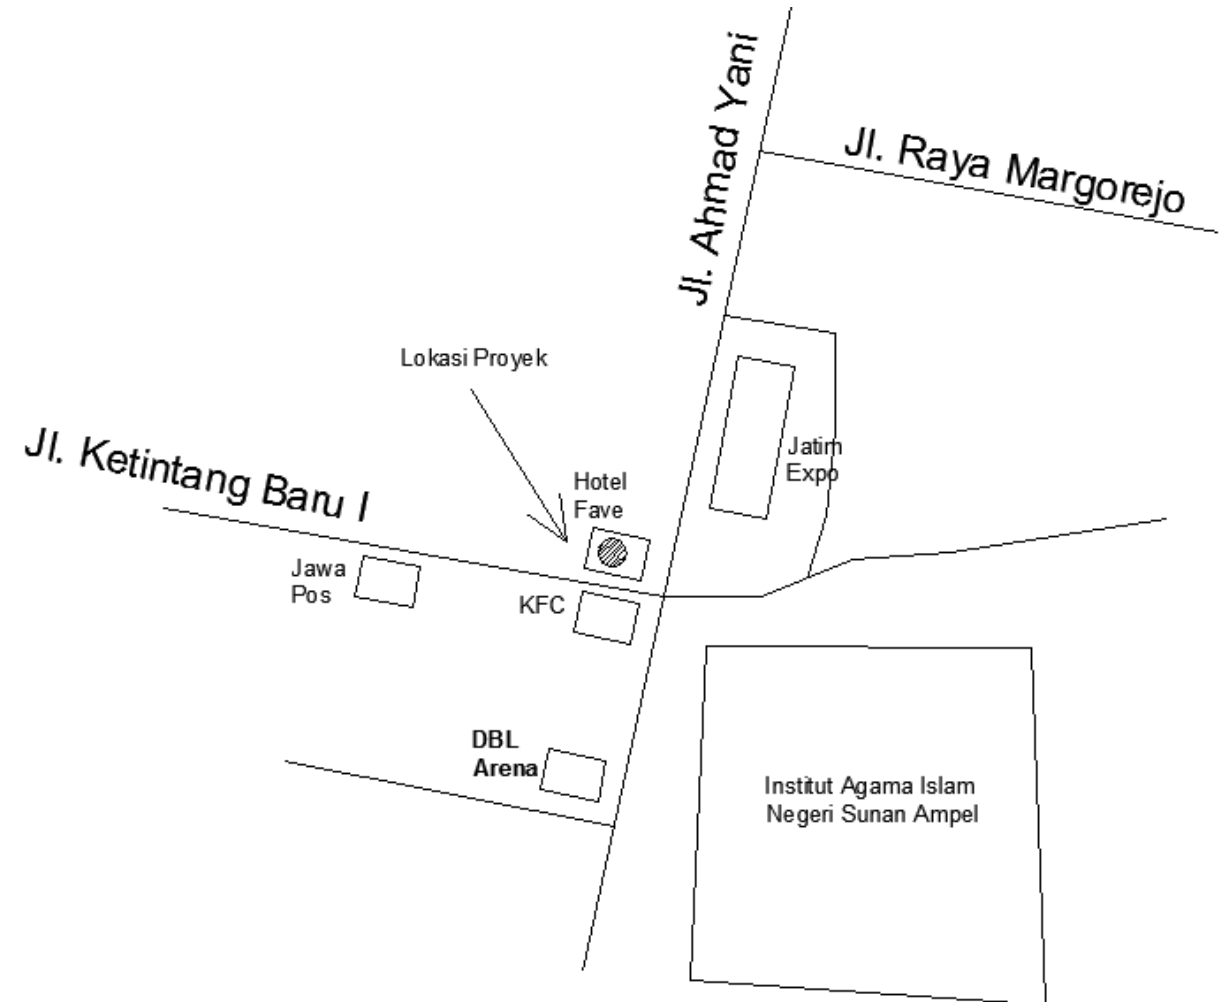 Jl. Ahmad Yani
Jl. Raya Margorejo
Lokasi Proyek
Jl. Ketintang Baru I
Jatim
Expo
Hotel
Fave
Jawa
Pos
KFC
DBL
Arena
Institut Agama Islam
Negeri Sunan Ampel